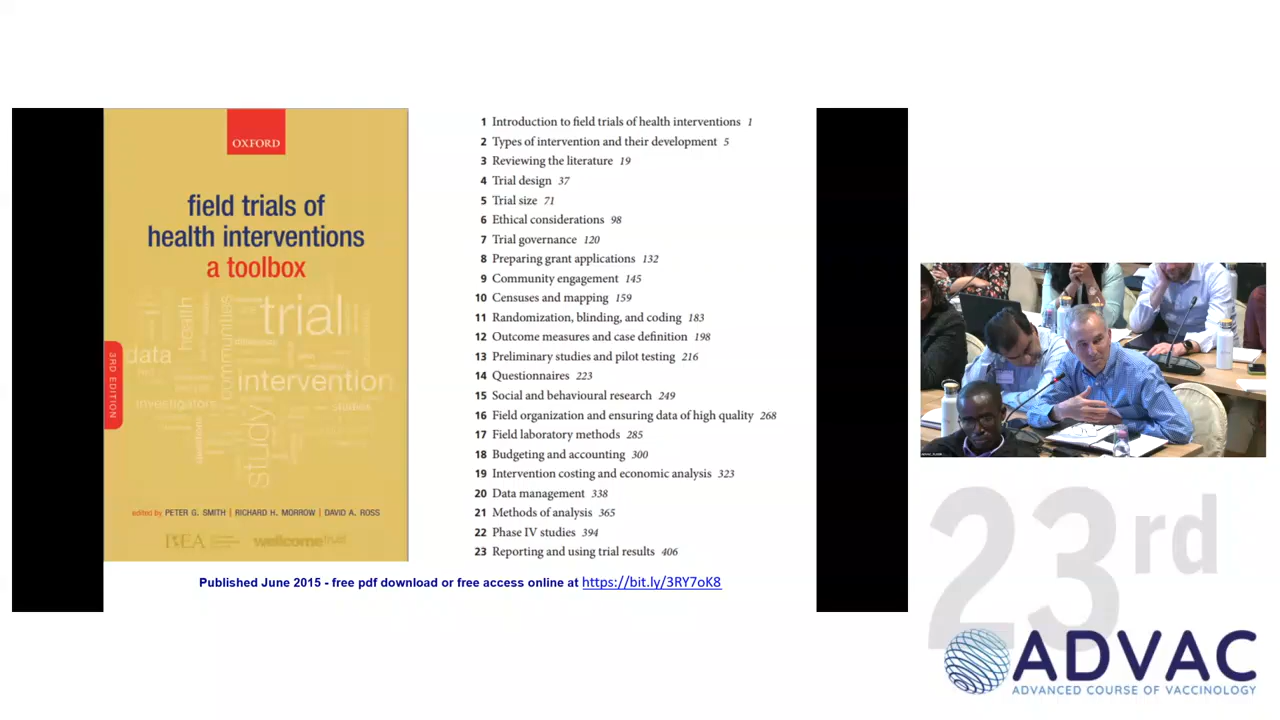 OXFORD
field trials of
health interventions
a toolbox
health
communities
trial
data
intervention
investigators
study
3RD EDITION
edited by PETER G. SMITH | RICHARD H. MORROW | DAVID A. ROSS
wellcome trust
1 Introduction to field trials of health interventions 1
2 Types of intervention and their development 5
3 Reviewing the literature 19
4 Trial design 37
5 Trial size 71
6 Ethical considerations 98
7 Trial governance 120
8 Preparing grant applications 132
9 Community engagement 145
10 Censuses and mapping 159
11 Randomization, blinding, and coding 183
12 Outcome measures and case definition 198
13 Preliminary studies and pilot testing 216
14 Questionnaires 223
15 Social and behavioural research 249
16 Field organization and ensuring data of high quality 268
17 Field laboratory methods 285
18 Budgeting and accounting 300
19 Intervention costing and economic analysis 323
20 Data management 338
21 Methods of analysis 365
22 Phase IV studies 394
23 Reporting and using trial results 406
Published June 2015 - free pdf download or free access online at https://bit.ly/3RY7oK8
23rd
ADVAC
ADVANCED COURSE OF VACCINOLOGY